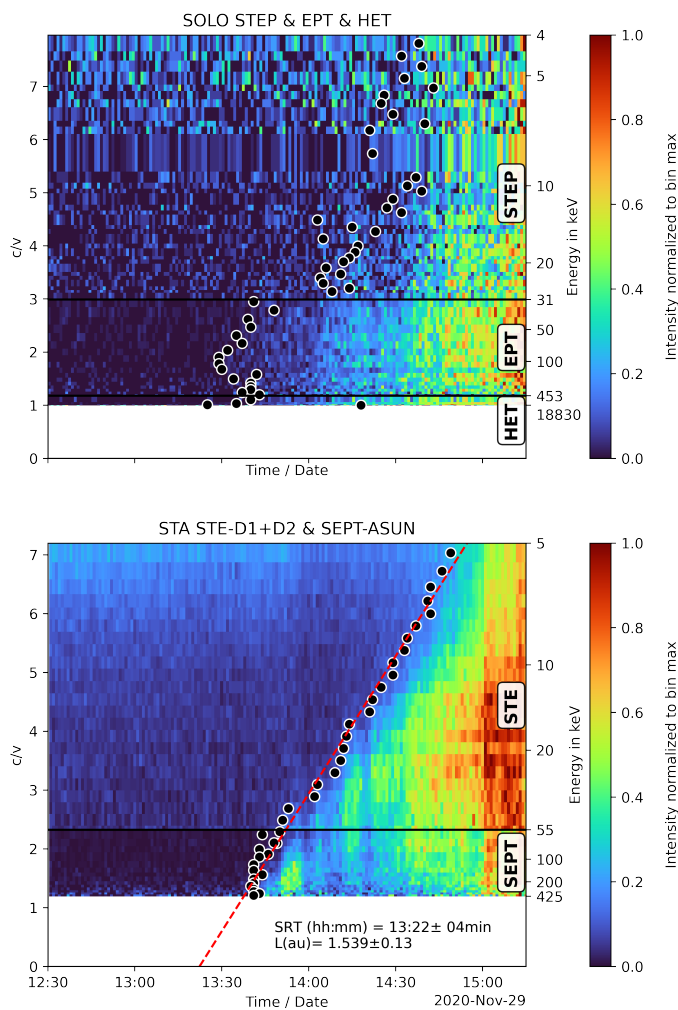 SOLO STEP & EPT & HET
7
6
5
4
3
2
1
0
c/v
4
5
10
20
31
50
100
453
18830
Energy in keV
STEP
EPT
HET
Time / Date
1.0
0.8
0.6
0.4
0.2
0.0
Intensity normalized to bin max
STA STE-D1+D2 & SEPT-ASUN
7
6
5
4
3
2
1
0
c/v
5
10
20
55
100
200
425
Energy in keV
STE
SEPT
SRT (hh:mm) = 13:22± 04min
L(au)= 1.539±0.13
12:30
13:00
13:30
14:00
14:30
15:00
Time / Date
2020-Nov-29
1.0
0.8
0.6
0.4
0.2
0.0
Intensity normalized to bin max